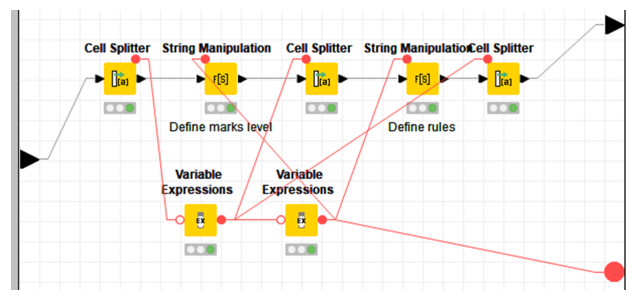 Cell Splitter
String Manipulation
Cell Splitter
String Manipulation
Cell Splitter
[a]
F[S]
[a]
F[S]
[a]
Define marks level
Define rules
Variable
Expressions
Variable
Expressions
EX
EX